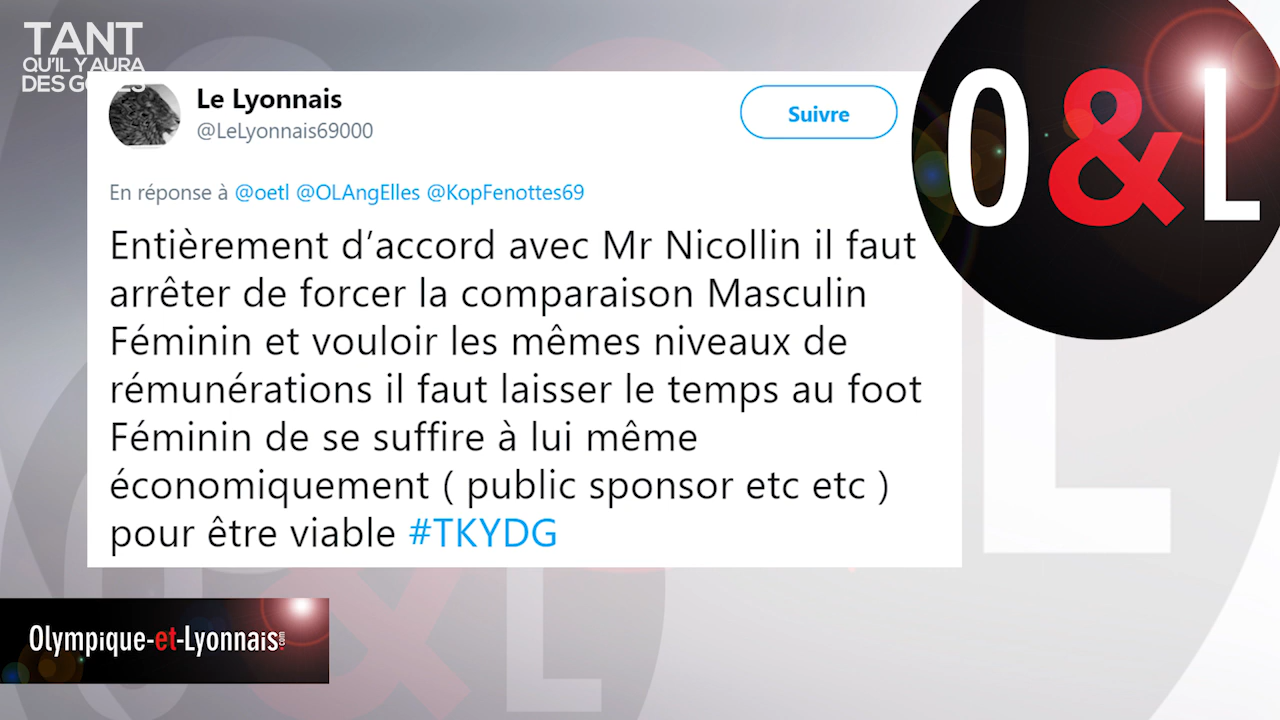 TANT
QU'IL Y AURA
DES GONES
Le Lyonnais
@LeLyonnais69000
Suivre
O&L
En réponse à @oetl @OLAngElles @KopFenottes69
Entièrement d’accord avec Mr Nicollin il faut
arrêter de forcer la comparaison Masculin
Féminin et vouloir les mêmes niveaux de
rémunérations il faut laisser le temps au foot
Féminin de se suffire à lui même
économiquement ( public sponsor etc etc )
pour être viable #TKYDG
Olympique-et-Lyonnais.com